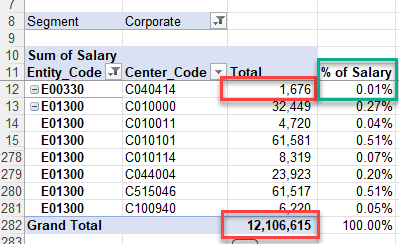 7
8 Segment Corporate
9
10 Sum of Salary
11 Entity_Code Center_Code Total % of Salary
12 E00330 C040414 1,676 0.01%
13 E01300 C010000 32,449 0.27%
14 E01300 C010011 4,720 0.04%
15 E01300 C010101 61,581 0.51%
278 E01300 C010114 8,319 0.07%
279 E01300 C044004 23,923 0.20%
280 E01300 C515046 61,517 0.51%
281 E01300 C100940 6,220 0.05%
282 Grand Total 12,106,615 100.00%